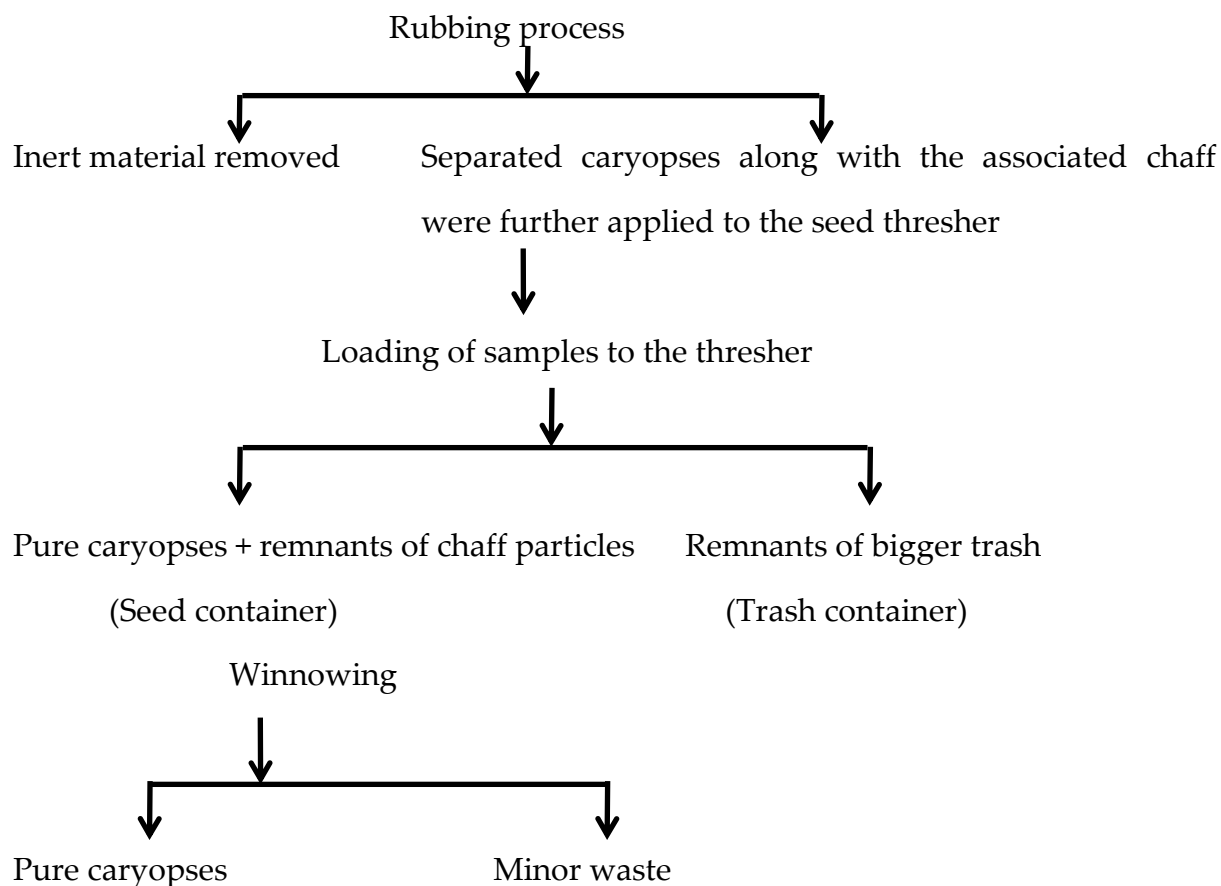 Rubbing process
Inert material removed
Separated caryopses along with the associated chaff
were further applied to the seed thresher
Loading of samples to the thresher
Pure caryopses + remnants of chaff particles
Remnants of bigger trash
(Seed container)
(Trash container)
Winnowing
Pure caryopses
Minor waste